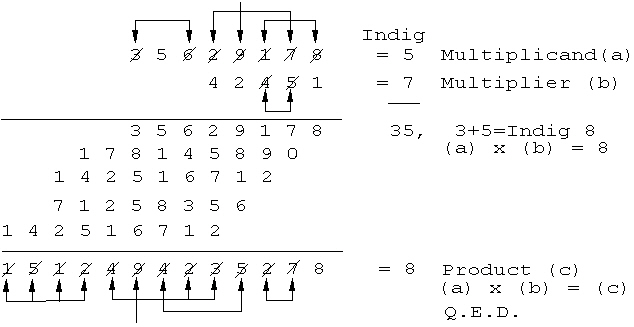 Indig
3 5 6 2 9 1 7 8 = 5 Multiplicand(a)
4 2 4 5 1 = 7 Multiplier (b)
3 5 6 2 9 1 7 8 35, 3+5=Indig 8
(a) x (b) = 8
1 7 8 1 4 5 8 9 0
1 4 2 5 1 6 7 1 2
7 1 2 5 8 3 5 6
1 4 2 5 1 6 7 1 2
1 5 1 2 4 9 4 2 3 5 2 7 8 = 8 Product (c)
(a) x (b) = (c)
Q.E.D.